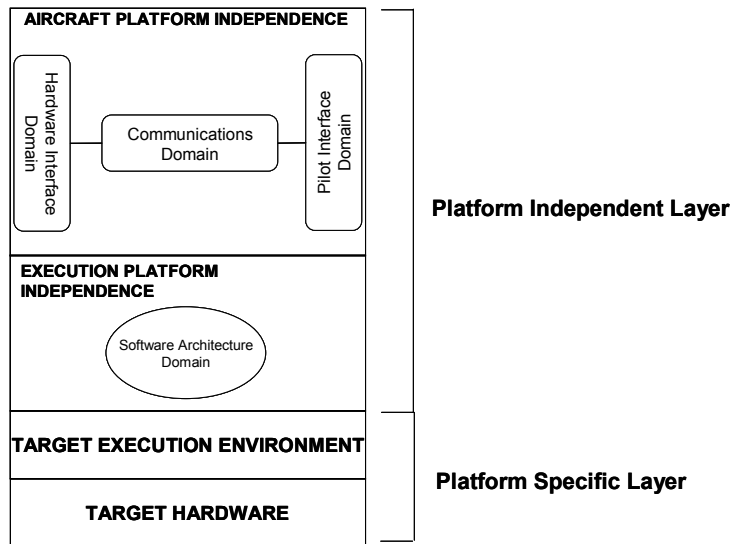 AIRCRAFT PLATFORM INDEPENDENCE
Hardware Interface
Domain
Communications
Domain
Pilot Interface
Domain
Platform Independent Layer
EXECUTION PLATFORM
INDEPENDENCE
Software Architecture
Domain
TARGET EXECUTION ENVIRONMENT
Platform Specific Layer
TARGET HARDWARE